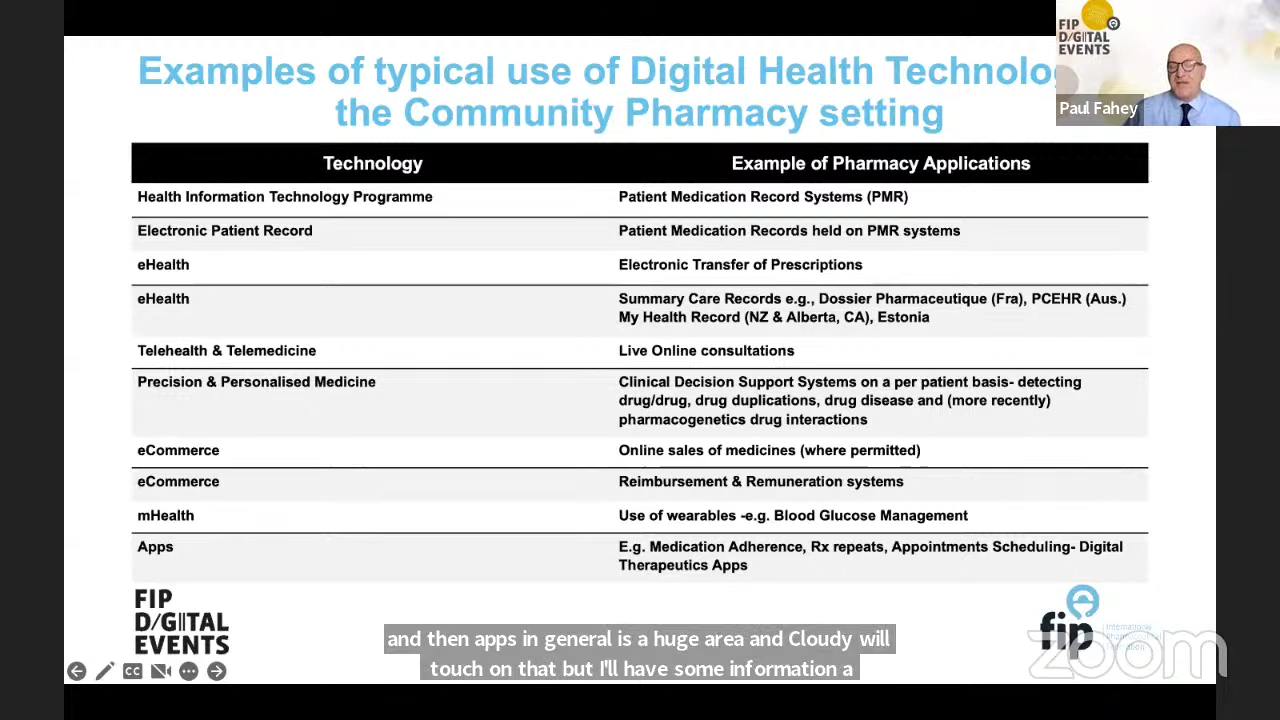 Examples of typical use of Digital Health Technolog
the Community Pharmacy setting
FIP
D/GITAL
EVENTS
Paul Fahey
Technology Example of Pharmacy Applications
Health Information Technology Programme Patient Medication Record Systems (PMR)
Electronic Patient Record Patient Medication Records held on PMR systems
eHealth Electronic Transfer of Prescriptions
eHealth Summary Care Records e.g., Dossier Pharmaceutique (Fra), PCEHR (Aus.)
My Health Record (NZ & Alberta, CA), Estonia
Telehealth & Telemedicine Live Online consultations
Precision & Personalised Medicine Clinical Decision Support Systems on a per patient basis- detecting
drug/drug, drug duplications, drug disease and (more recently)
pharmacogenetics drug interactions
eCommerce Online sales of medicines (where permitted)
eCommerce Reimbursement & Remuneration systems
mHealth Use of wearables -e.g. Blood Glucose Management
Apps E.g. Medication Adherence, Rx repeats, Appointments Scheduling- Digital
Therapeutics Apps
FIP
D/GITAL
EVENTS
fip
International
zoom
and then apps in general is a huge area and Cloudy will
touch on that but I'll have some information a
CC